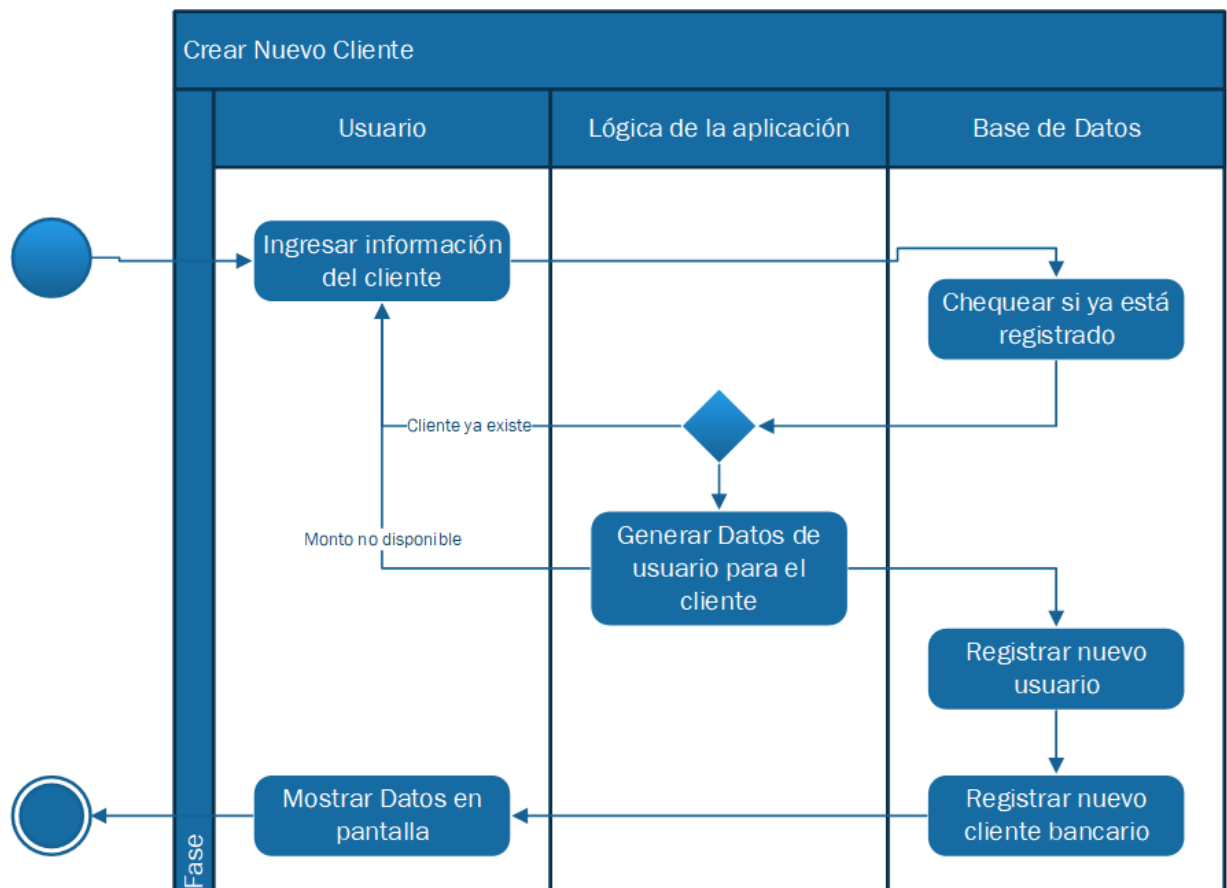 Crear Nuevo Cliente
Usuario
Lógica de la aplicación
Base de Datos
Ingresar información
del cliente
Chequear si ya está
registrado
Cliente ya existe
Monto no disponible
Generar Datos de
usuario para el
cliente
Registrar nuevo
usuario
Mostrar Datos en
pantalla
Registrar nuevo
cliente bancario
Fase